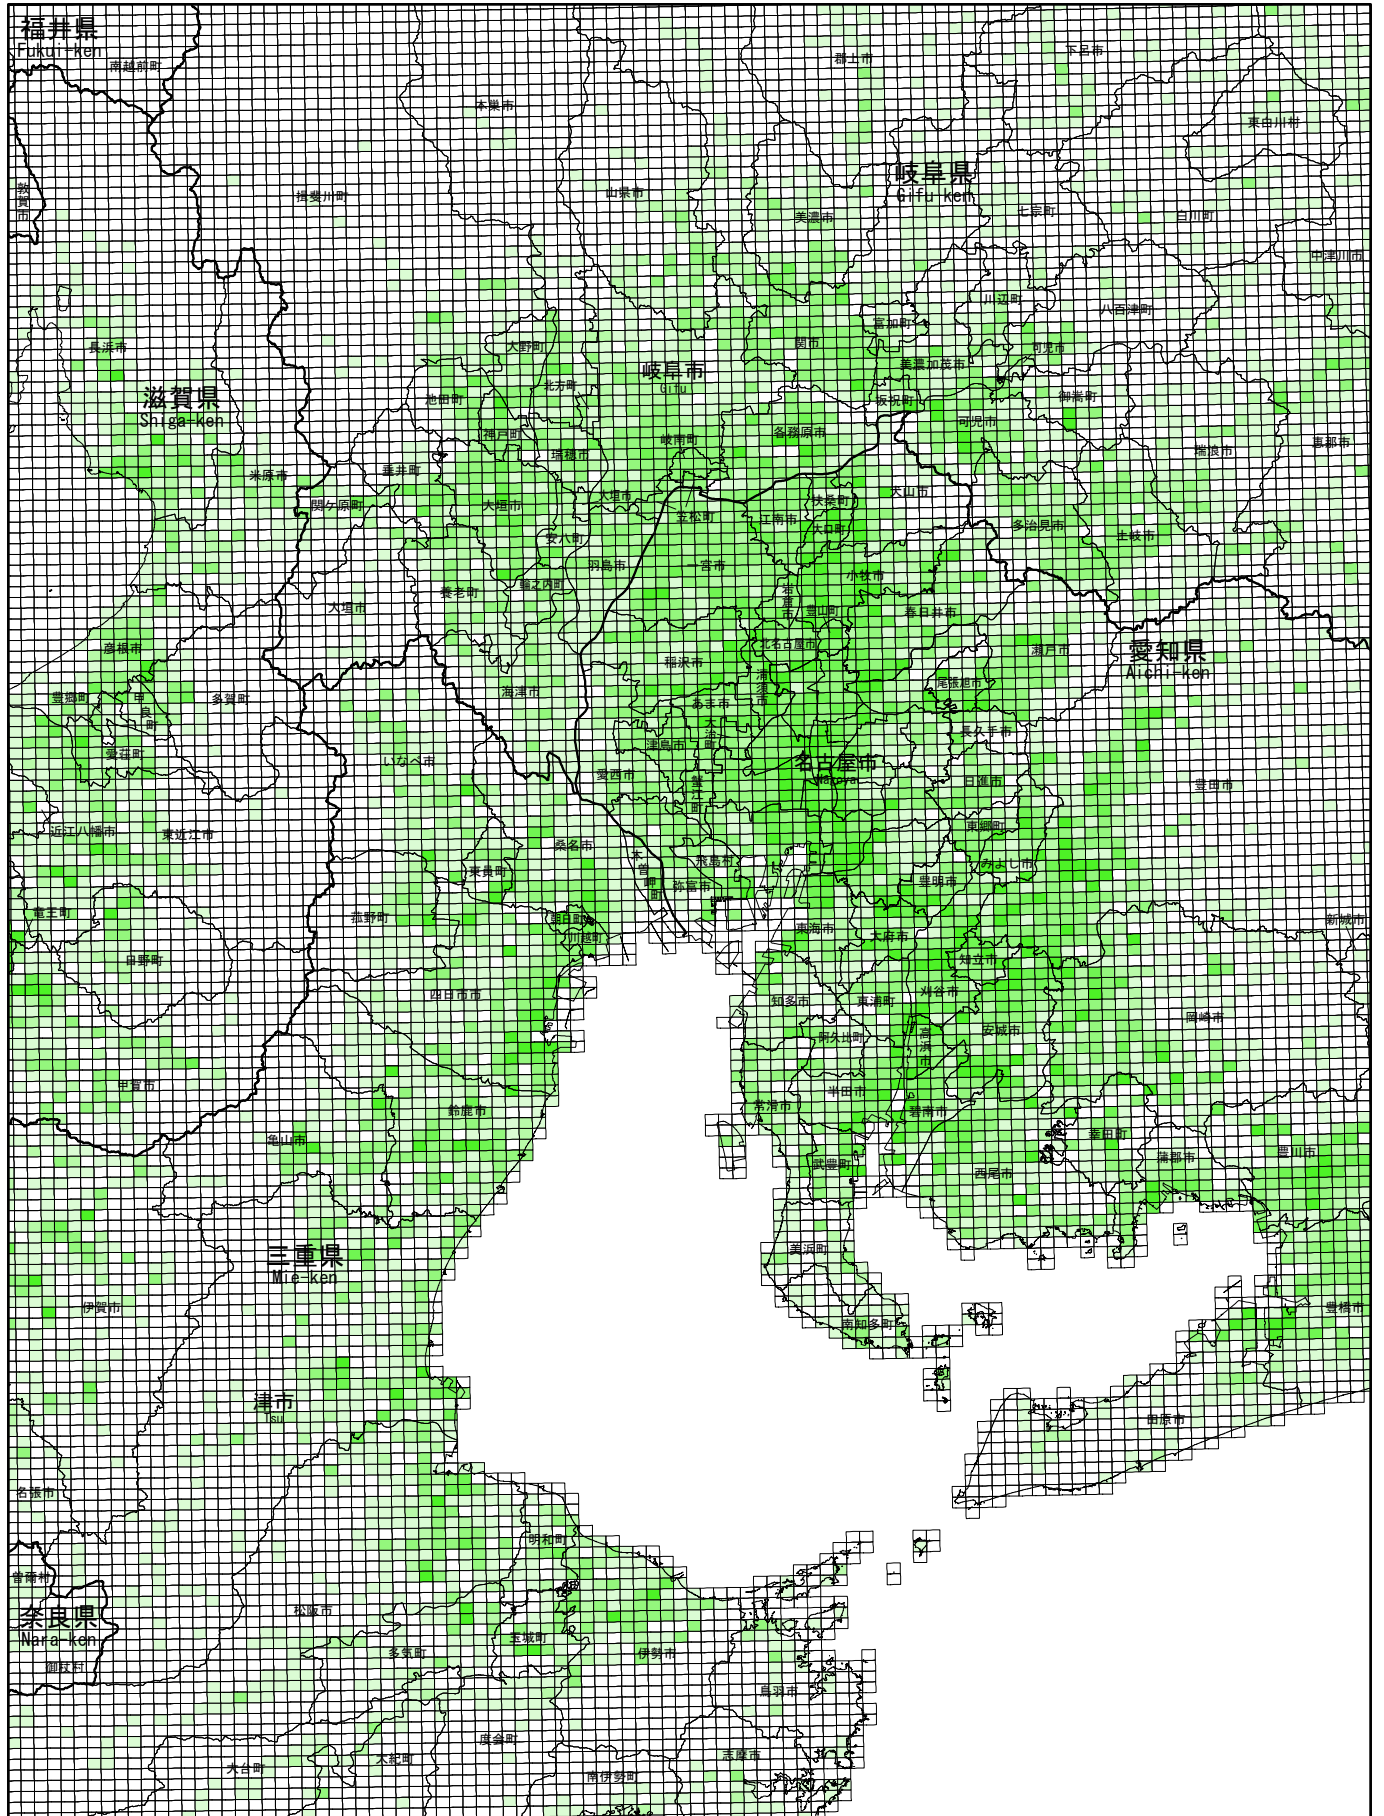 福井県
Fukui-ken
南越前町
郡上市
下呂市
本巣市
東白川村
岐阜県
Gifu-ken
敦賀市
揖斐川町
山県市
美濃市
七宗町
白川町
中津川市
川辺町
八百津町
富加町
長浜市
大野町
関市
可児市
美濃加茂市
岐阜市
Gifu
北方町
滋賀県
Shiga-ken
池田町
坂祝町
御嵩町
可児市
神戸町
岐南町
各務原市
恵那市
瑞穂市
瑞浪市
米原市
垂井町
大垣市
犬山市
関ケ原町
大垣市
扶桑町
笠松町
江南市
大口町
多治見市
土岐市
安八町
羽島市
一宮市
小牧市
輪之内町
養老町
岩倉市
大垣市
豊山町
春日井市
彦根市
北名古屋市
瀬戸市
愛知県
Aichi-ken
稲沢市
清須市
尾張旭市
海津市
豊郷町
甲良町
多賀町
あま市
大治町
長久手市
津島市
愛荘町
いなべ市
名古屋市
Nagoya
愛西市
蟹江町
日進市
豊田市
近江八幡市
東近江市
東郷町
桑名市
木曽岬町
飛島村
みよし市
東員町
弥富市
豊明市
竜王町
菰野町
朝日町
新城市
東海市
大府市
川越町
日野町
知立市
四日市市
知多市
東浦町
刈谷市
岡崎市
阿久比町
高浜市
安城市
甲賀市
半田市
鈴鹿市
常滑市
碧南市
亀山市
幸田町
豊川市
武豊町
蒲郡市
西尾市
三重県
Mie-ken
美浜町
伊賀市
豊橋市
南知多町
津市
Tsu
田原市
名張市
明和町
曽爾村
奈良県
Nara-ken
松阪市
玉城町
多気町
伊勢市
御杖村
鳥羽市
度会町
大紀町
志摩市
大台町
南伊勢町